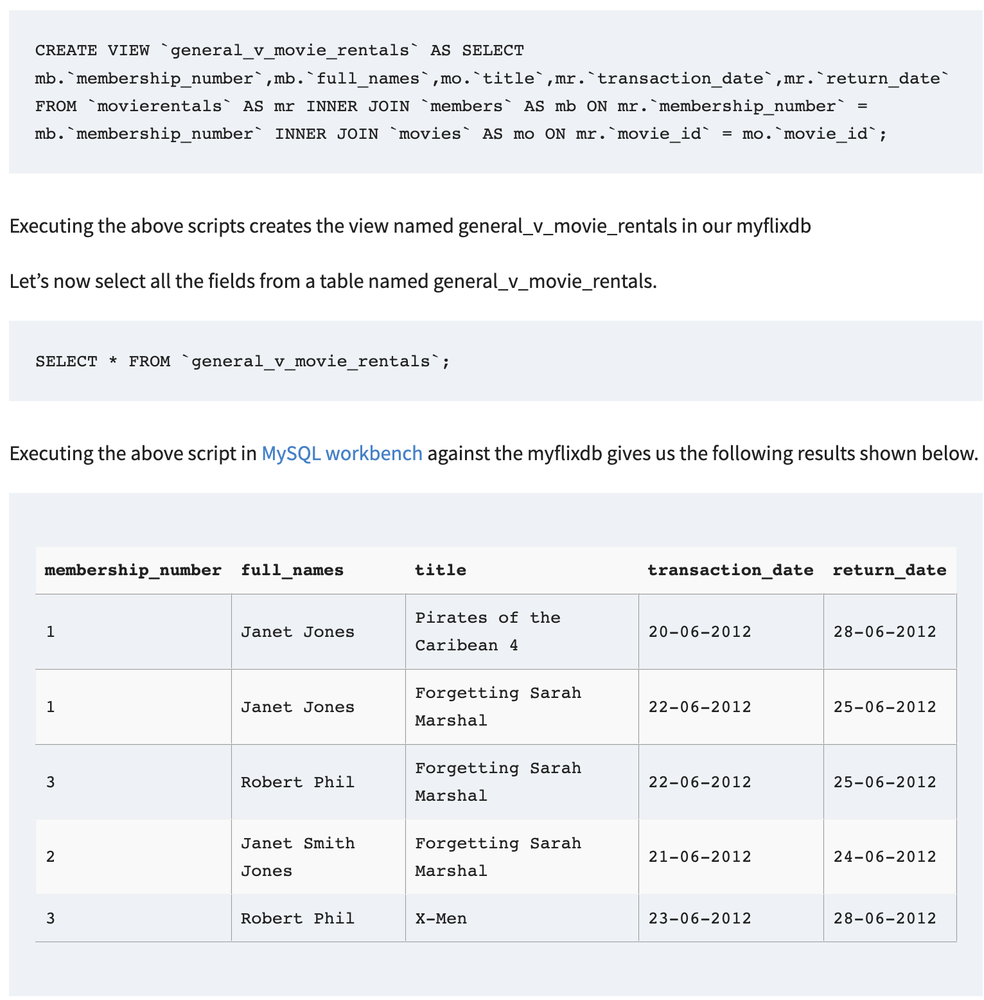 CREATE VIEW `general_v_movie_rentals` AS SELECT
mb.`membership_number`,mb.`full_names`,mo.`title`,mr.`transaction_date`,mr.`return_date`
FROM `movierentals` AS mr INNER JOIN `members` AS mb ON mr.`membership_number` =
mb.`membership_number` INNER JOIN `movies` AS mo ON mr.`movie_id` = mo.`movie_id`;
Executing the above scripts creates the view named general_v_movie_rentals in our myflixdb
Let’s now select all the fields from a table named general_v_movie_rentals.
SELECT * FROM `general_v_movie_rentals`;
Executing the above script in MySQL workbench against the myflixdb gives us the following results shown below.
membership_number full_names title transaction_date return_date
1 Janet Jones Pirates of the
Caribean 4 20-06-2012 28-06-2012
1 Janet Jones Forgetting Sarah
Marshal 22-06-2012 25-06-2012
3 Robert Phil Forgetting Sarah
Marshal 22-06-2012 25-06-2012
2 Janet Smith
Jones Forgetting Sarah
Marshal 21-06-2012 24-06-2012
3 Robert Phil X-Men 23-06-2012 28-06-2012